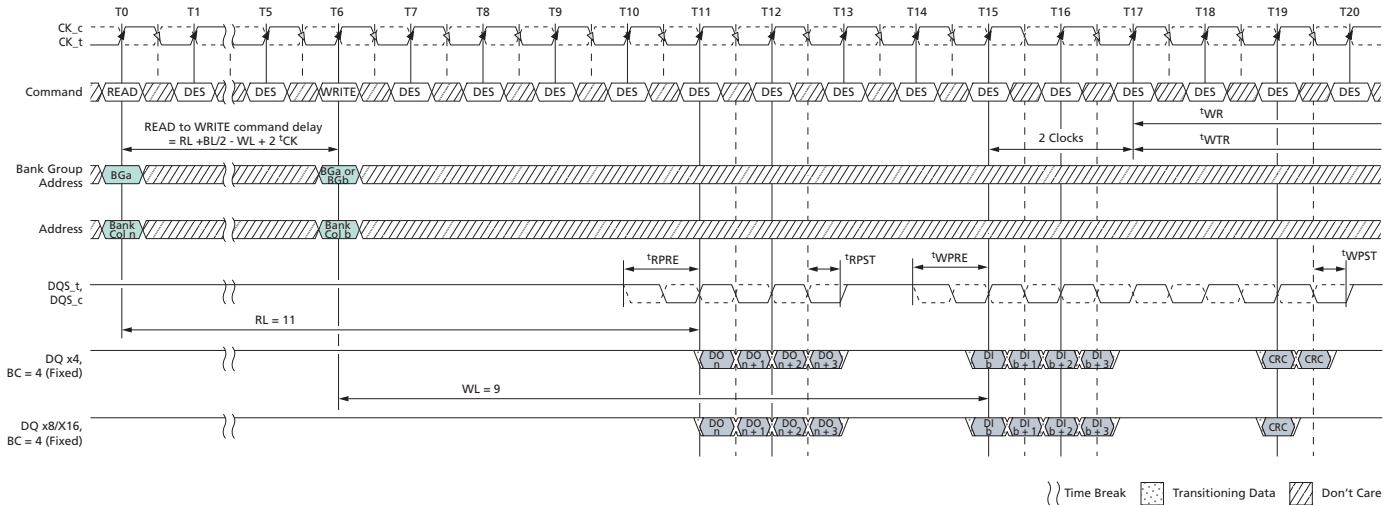 T0 T1 T5 T6 T7 T8 T9 T10 T11 T12 T13 T14 T15 T16 T17 T18 T19 T20
CK_c
CK_t
Command READ DES DES WRITE DES DES DES DES DES DES DES DES DES DES DES DES DES DES
tWR
READ to WRITE command delay
= RL +BL/2 - WL + 2 tCK
2 Clocks tWTR
Bank Group
Address
BGa
BGa or
BGb
Address
Bank
Col n
Bank
Col b
tRPRE tRPST tWPRE tWPST
DQS_t,
DQS_c
RL = 11
DQ x4,
BC = 4 (Fixed)
DO
n
DO
n + 1
DO
n + 2
DO
n + 3
DI
b
DI
b + 1
DI
b + 2
DI
b + 3
CRC CRC
WL = 9
DQ x8/X16,
BC = 4 (Fixed)
DO
n
DO
n + 1
DO
n + 2
DO
n + 3
DI
b
DI
b + 1
DI
b + 2
DI
b + 3
CRC
Time Break Transitioning Data Don't Care